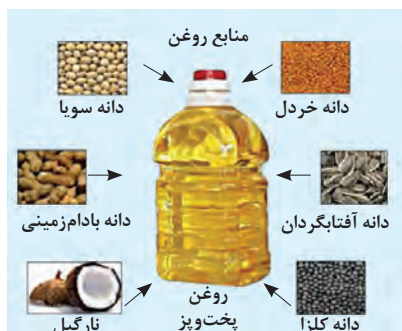 منابع روغن
دانه خردل
دانه سویا
دانه آفتابگردان
دانه بادام‌زمینی
روغن
پخت‌وپز
دانه کلزا
نارگیل